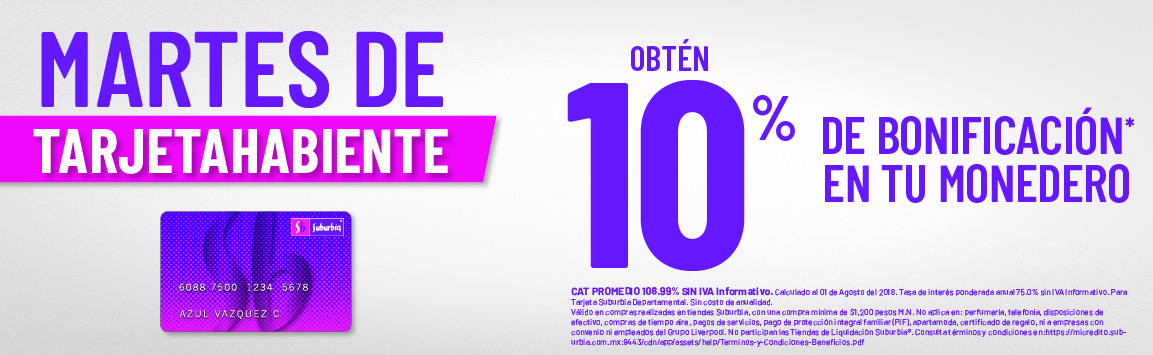 MARTES DE
TARJETAHABIENTE
Suburbia
6088 7500 1234 5678
AZUL VAZQUEZ C
OBTÉN
10%
DE BONIFICACIÓN*
EN TU MONEDERO
CAT PROMEDIO 106.99% SIN IVA Informativo. Calculado al 01 de Agosto del 2018. Tasa de interés ponderada anual 75.0% sin IVA Informativo. Para
Tarjeta Suburbia Departamental. Sin costo de anualidad.
Válido en compras realizadas en tiendas Suburbia, con una compra mínima de $1,200 pesos M.N. No aplica en: perfumería, telefonía, disposiciones de
efectivo, compras de tiempo aire, pagos de servicios, pago de protección integral familiar (PIF), apartamoda, certificado de regalo, ni a empresas con
convenio ni empleados del Grupo Liverpool. No participan las Tiendas de Liquidación Suburbia®. Consulta términos y condiciones en:https://micredito.sub-
urbia.com.mx:9443/cdn/app/assets/help/Terminos-y-Condiciones-Beneficios.pdf